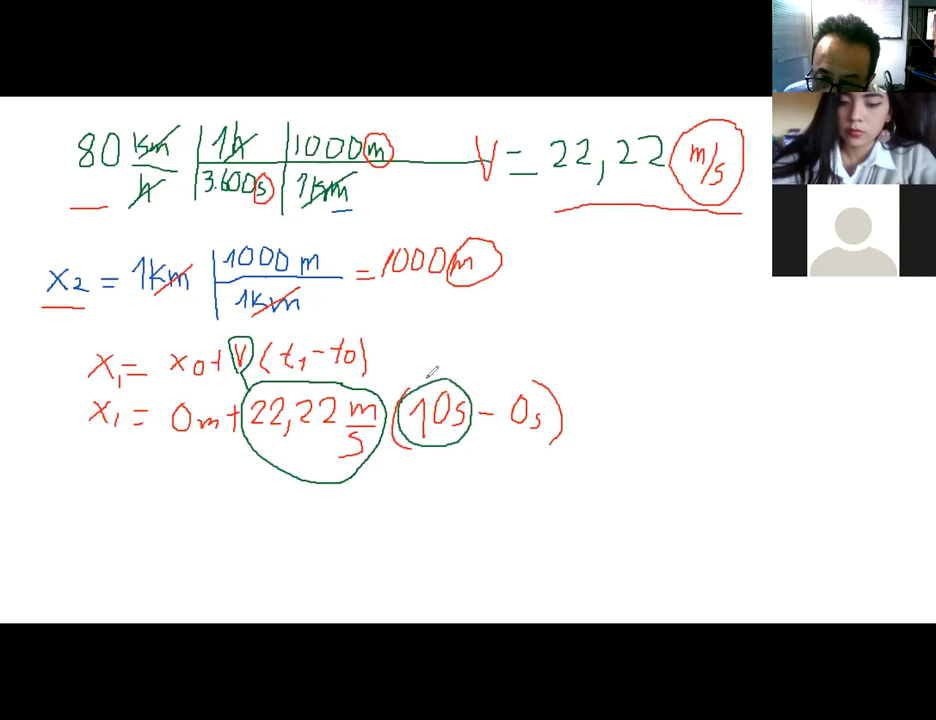 80 km/h | 1h/3.600s | 1000m/1km V = 22,22 m/s
x₂ = 1km | 1000 m/1km = 1000m
x₁ = x₀ + V (t₁ - t₀)
x₁ = 0m + 22,22 m/s (10s - 0s)